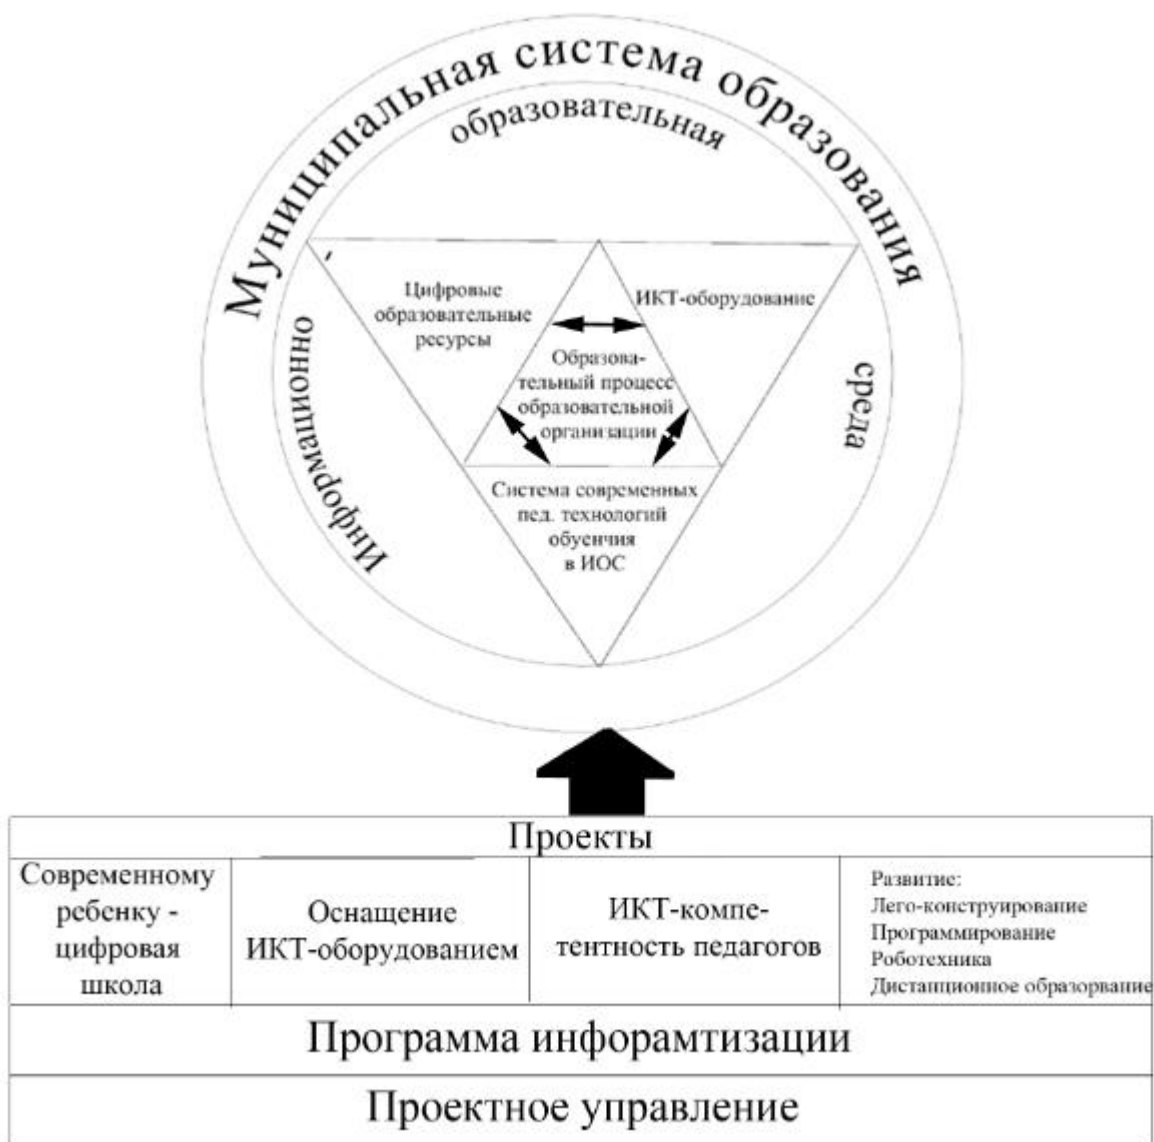 Муниципальная система образования
образовательная
Информационно
среда
Цифровые
образовательные
ресурсы
ИКТ-оборудование
Образова-
тельный процесс
образовательной
организации
Система современных
пед. технологий
обуенчия
в ИОС
Проекты
Современному
ребенку -
цифровая
школа
Оснащение
ИКТ-оборудованием
ИКТ-компе-
тентность педагогов
Развитие:
Лего-конструирование
Программирование
Роботехника
Дистанционное образорвание
Программа инфорамтизации
Проектное управление